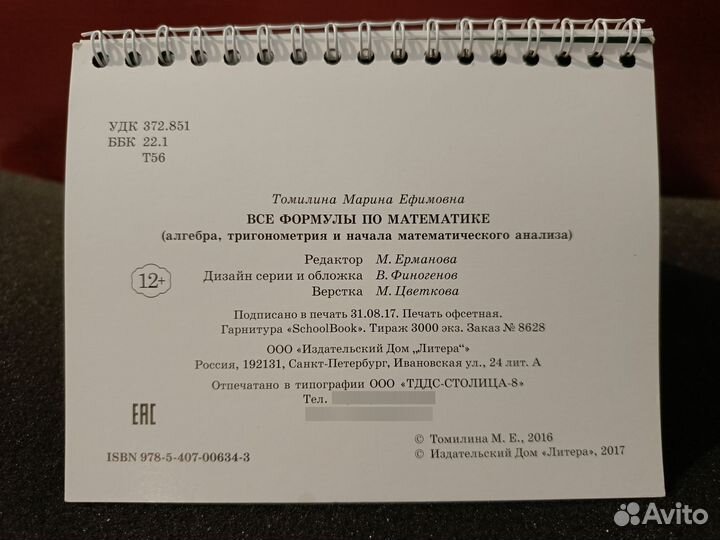 УДК 372.851
ББК 22.1
Т56
Томилина Марина Ефимовна
ВСЕ ФОРМУЛЫ ПО МАТЕМАТИКЕ
(алгебра, тригонометрия и начала математического анализа)
Редактор М. Ерманова
Дизайн серии и обложка В. Финогенов
Верстка М. Цветкова
12+
Подписано в печать 31.08.17. Печать офсетная.
Гарнитура «SchoolBook». Тираж 3000 экз. Заказ № 8628
ООО «Издательский Дом „Литера“»
Россия, 192131, Санкт-Петербург, Ивановская ул., 24 лит. А
Отпечатано в типографии ООО «ТДДС-СТОЛИЦА-8»
Тел.
EAC
© Томилина М. Е., 2016
© Издательский Дом «Литера», 2017
ISBN 978-5-407-00634-3
Avito